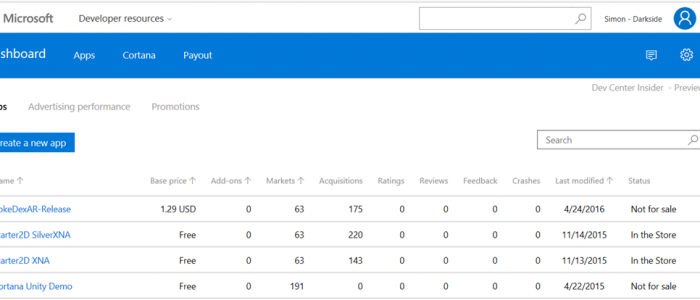 Microsoft Developer resources Simon - Darkside
shboard Apps Cortana Payout
Dev Center Insider - Preview
os Advertising performance Promotions
reate a new app Search
ame Base price Add-ons Markets Acquisitions Ratings Reviews Feedback Crashes Last modified Status
okeDexAR-Release 1.29 USD 0 63 175 0 0 0 0 4/24/2016 Not for sale
arter2D SilverXNA Free 0 63 220 0 0 0 0 11/14/2015 In the Store
arter2D XNA Free 0 63 143 0 0 0 0 11/13/2015 In the Store
ortana Unity Demo Free 0 191 0 0 0 0 0 4/22/2015 Not for sale